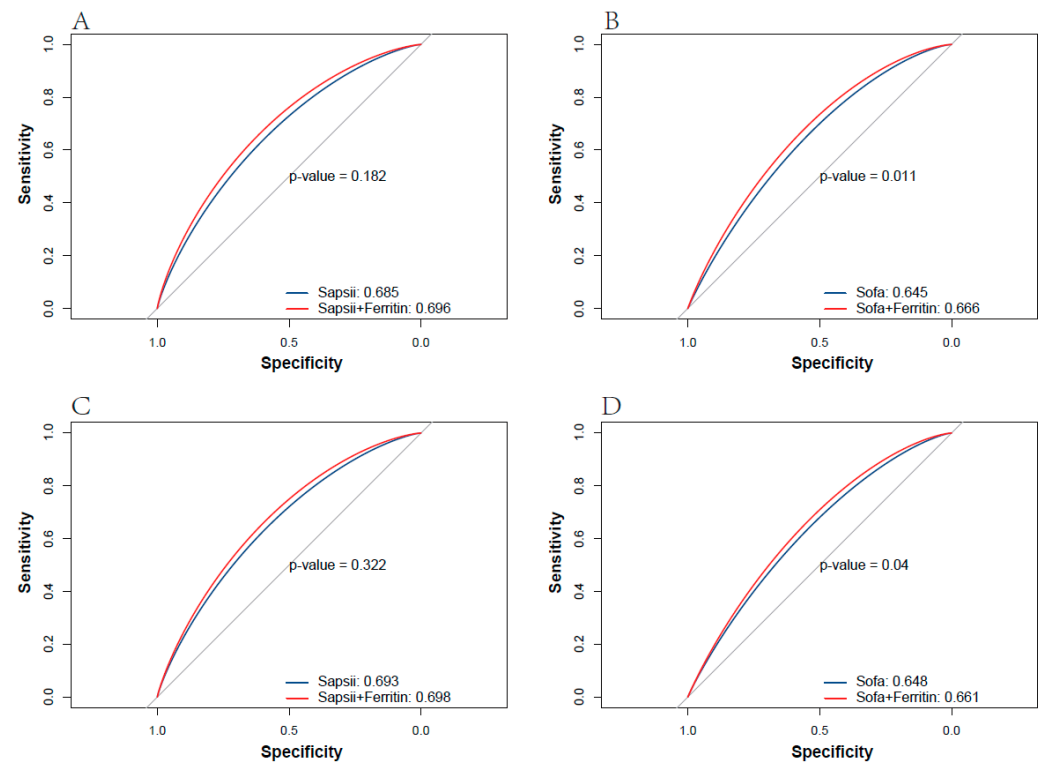 A
Sensitivity
1.0
0.8
0.6
0.4
0.2
0.0
p-value = 0.182
Sapsii: 0.685
Sapsii+Ferritin: 0.696
1.0 0.5 0.0
Specificity
B
Sensitivity
1.0
0.8
0.6
0.4
0.2
0.0
p-value = 0.011
Sofa: 0.645
Sofa+Ferritin: 0.666
1.0 0.5 0.0
Specificity
C
Sensitivity
1.0
0.8
0.6
0.4
0.2
0.0
p-value = 0.322
Sapsii: 0.693
Sapsii+Ferritin: 0.698
1.0 0.5 0.0
Specificity
D
Sensitivity
1.0
0.8
0.6
0.4
0.2
0.0
p-value = 0.04
Sofa: 0.648
Sofa+Ferritin: 0.661
1.0 0.5 0.0
Specificity